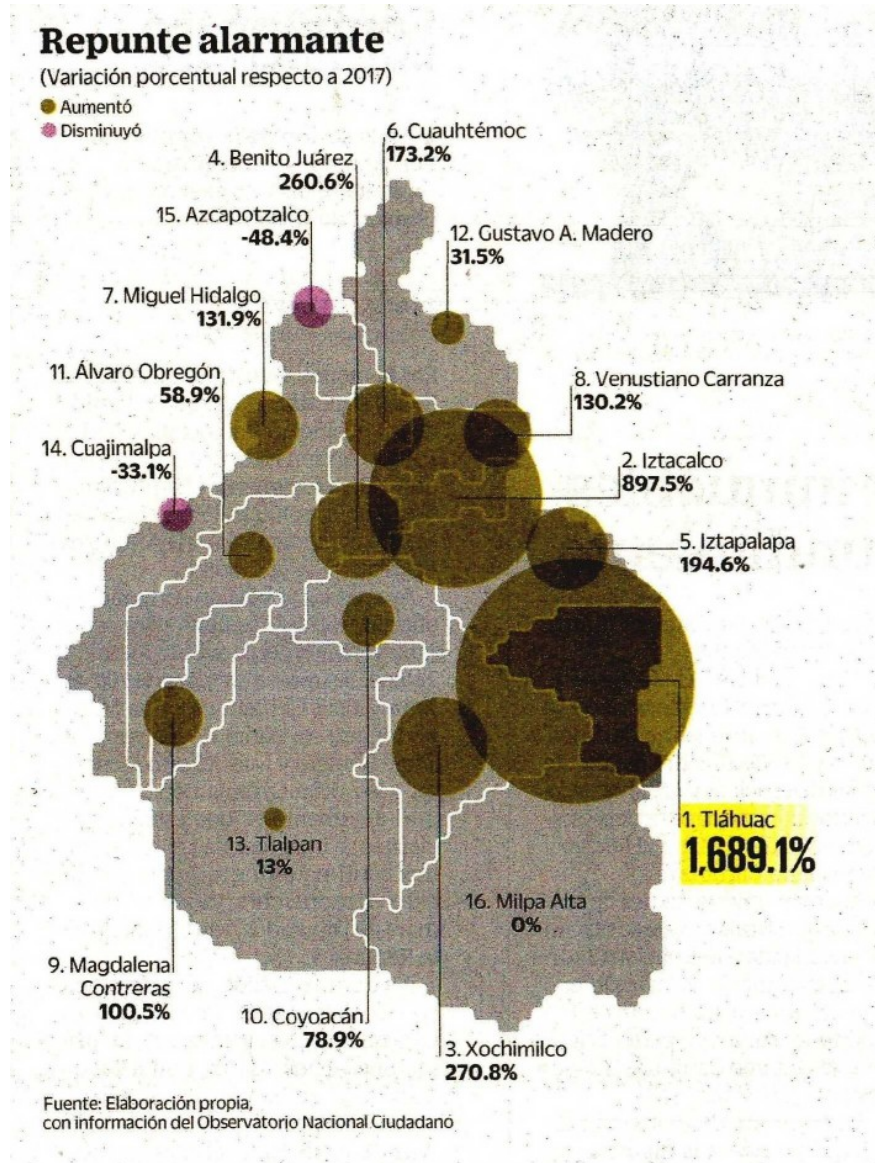 Repunte alarmante
(Variación porcentual respecto a 2017)
Aumentó
Disminuyó
6. Cuauhtémoc
173.2%
4. Benito Juárez
260.6%
15. Azcapotzalco
-48.4%
12. Gustavo A. Madero
31.5%
7. Miguel Hidalgo
131.9%
11. Álvaro Obregón
58.9%
8. Venustiano Carranza
130.2%
14. Cuajimalpa
-33.1%
2. Iztacalco
897.5%
5. Iztapalapa
194.6%
1. Tláhuac
1,689.1%
13. Tlalpan
13%
16. Milpa Alta
0%
9. Magdalena
Contreras
100.5%
10. Coyoacán
78.9%
3. Xochimilco
270.8%
Fuente: Elaboración propia,
con información del Observatorio Nacional Ciudadano